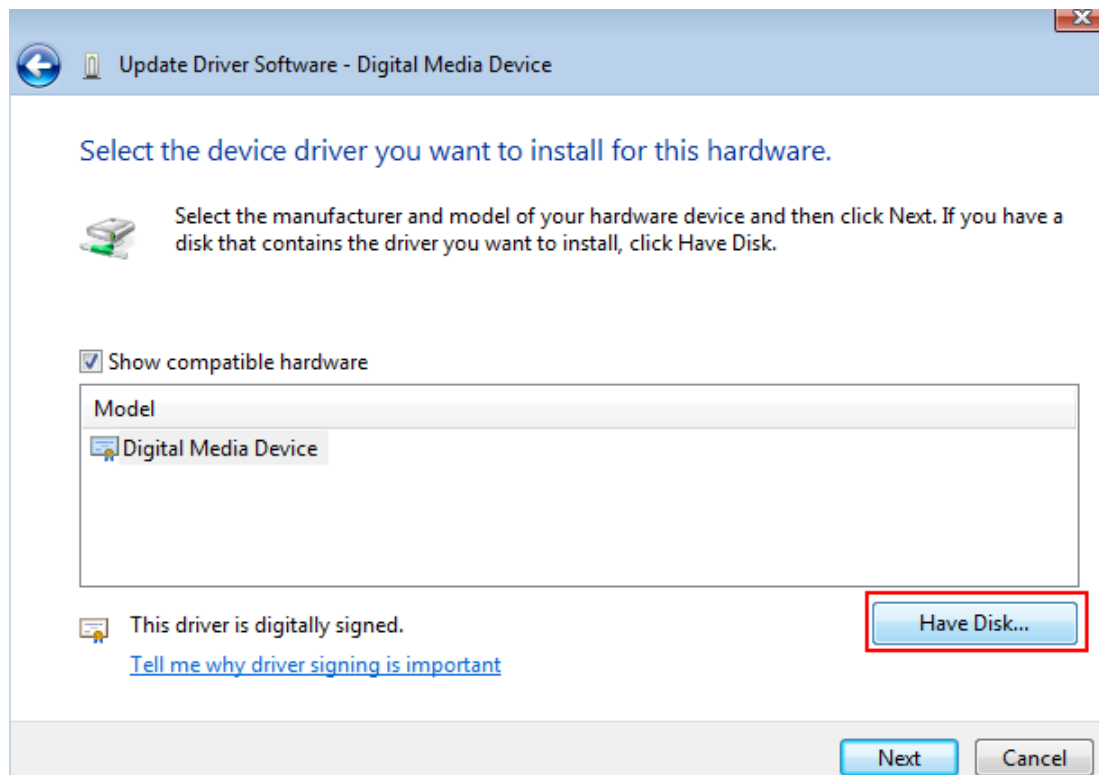 Update Driver Software - Digital Media Device
Select the device driver you want to install for this hardware.
Select the manufacturer and model of your hardware device and then click Next. If you have a
disk that contains the driver you want to install, click Have Disk.
Show compatible hardware
Model
Digital Media Device
This driver is digitally signed.
Have Disk...
Tell me why driver signing is important
Next
Cancel